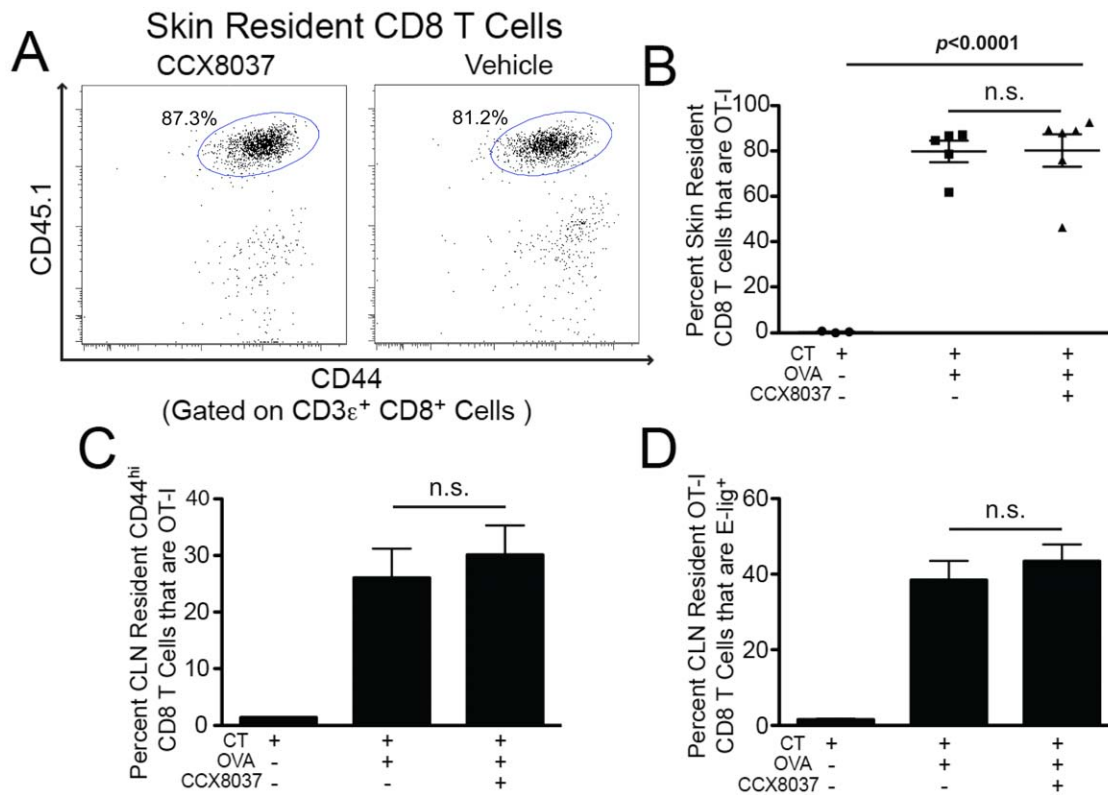 A
Skin Resident CD8 T Cells
CCX8037
Vehicle
87.3%
81.2%
CD45.1
CD44
(Gated on CD3ε+ CD8+ Cells )
B
p<0.0001
n.s.
Percent Skin Resident
CD8 T cells that are OT-I
100
80
60
40
20
0
CT + + +
OVA - + +
CCX8037 - - +
C
n.s.
Percent CLN Resident CD44hi
CD8 T Cells that are OT-I
40
30
20
10
0
CT + + +
OVA - + +
CCX8037 - - +
D
n.s.
Percent CLN Resident OT-I
CD8 T Cells that are E-lig+
60
40
20
0
CT + + +
OVA - + +
CCX8037 - - +